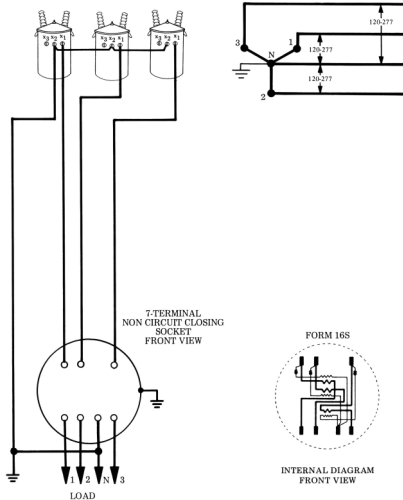 X3 X2 X1
X3 X2 X1
X3 X2 X1
120-277
3
1
N
120-277
120-277
2
7-TERMINAL
NON CIRCUIT CLOSING
SOCKET
FRONT VIEW
FORM 16S
1 2 N 3
LOAD
INTERNAL DIAGRAM
FRONT VIEW